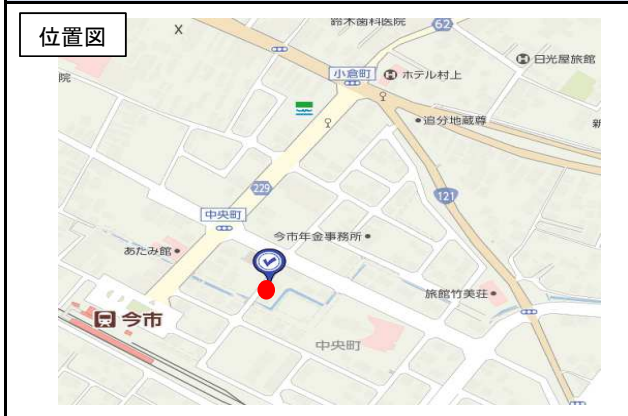 位置図
X
鈴木歯科医院
62
日光屋旅館
小倉町
ホテル村上
院
追分地蔵尊
新
121
229
中央町
今市年金事務所
あたみ館
旅館竹美荘
今市
中央町